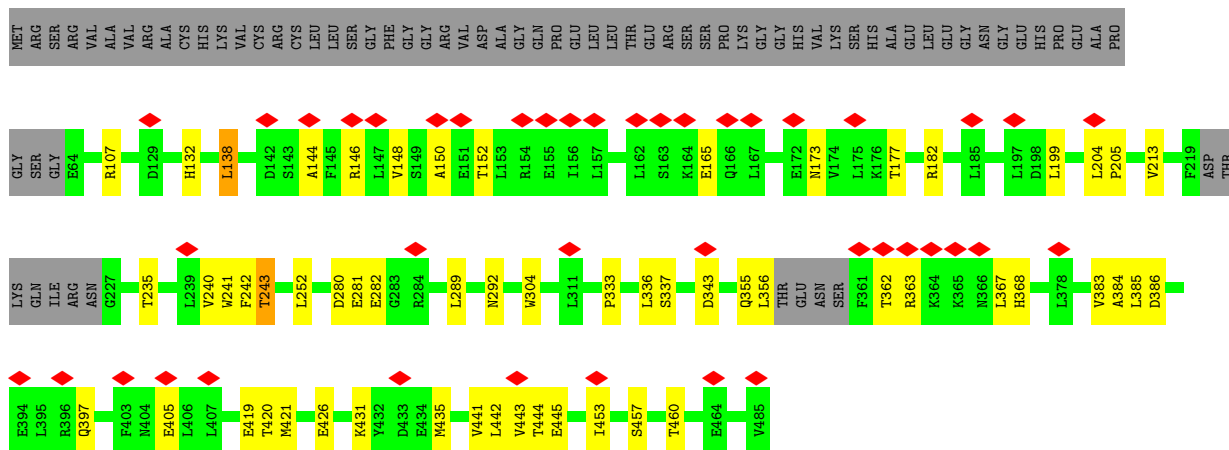 MET ARG SER ARG VAL ALA VAL ARG ALA CYS HIS LYS VAL CYS ARG CYS LEU LEU SER GLY PHE GLY GLY ARG VAL ASP ALA GLY GLN PRO GLU LEU LEU THR GLU ARG SER SER PRO LYS GLY GLY HIS VAL LYS SER HIS ALA GLU LEU GLU GLY ASN GLY GLU HIS PRO GLU ALA PRO
GLY SER GLY E64 R107 D129 H132 L138 D142 S143 A144 F145 R146 L147 V148 S149 A150 E151 T152 L153 R154 E155 I156 L157 L162 S163 K164 E165 Q166 L167 E172 N173 V174 L175 K176 T177 R182 L185 L197 D198 L199 L204 P205 V213 F219 ASP THR
LYS GLN ILE ARG ASN G227 T235 L239 V240 W241 F242 T243 L252 D280 E281 E282 G283 R284 L289 N292 W304 L311 P333 L336 S337 D343 Q355 L356 THR GLU ASN SER F361 T362 R363 K364 K365 N366 L367 H368 L378 V383 A384 L385 D386
E394 L395 R396 Q397 F403 N404 E405 L406 L407 E419 T420 M421 E426 K431 Y432 D433 E434 M435 V441 L442 V443 T444 E445 I453 S457 T460 E464 V485